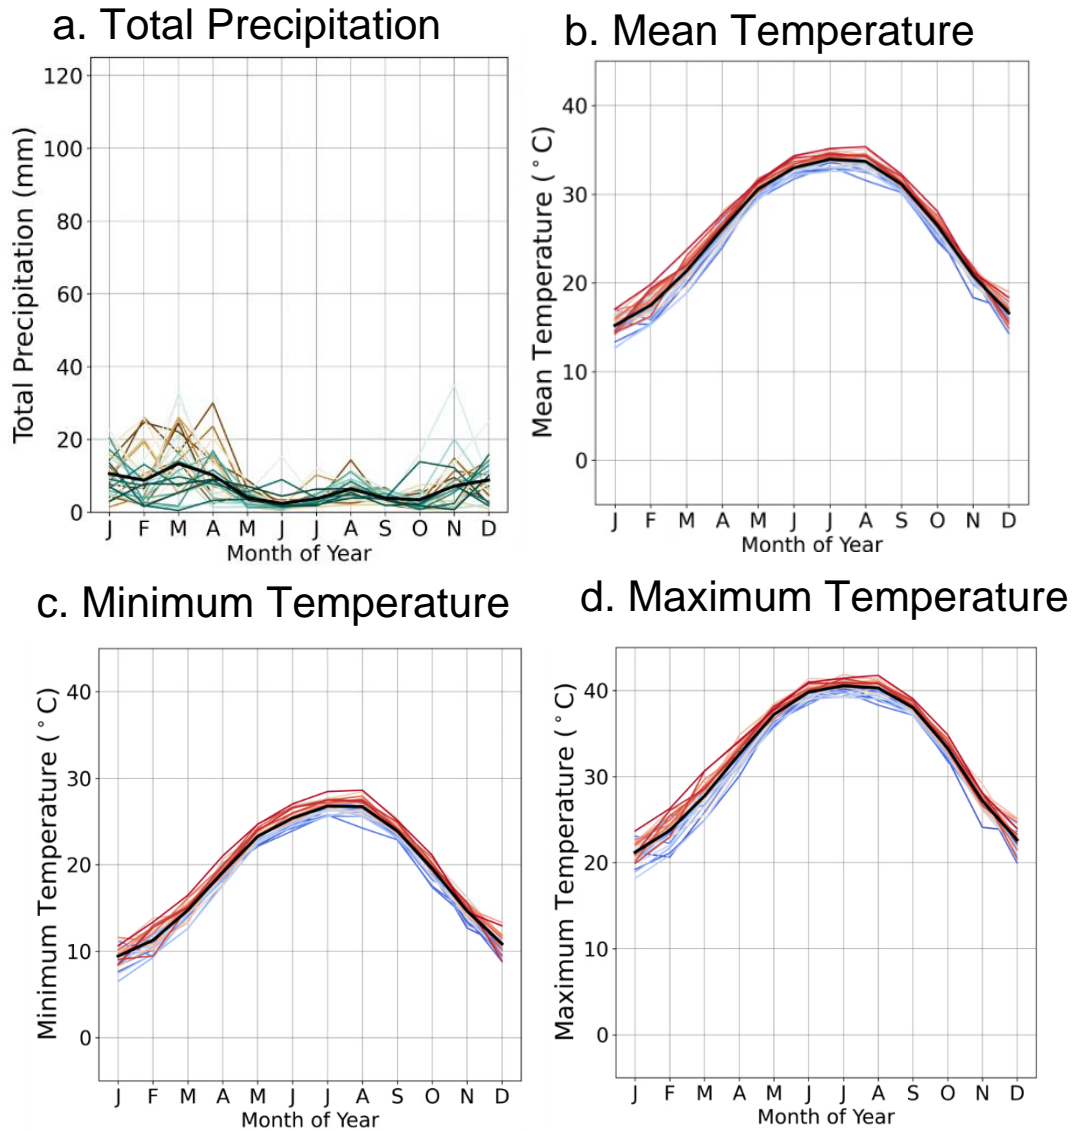 a. Total Precipitation
Total Precipitation (mm)
120
100
80
60
40
20
0
J F M A M J J A S O N D
Month of Year
b. Mean Temperature
Mean Temperature (°C)
40
30
20
10
0
J F M A M J J A S O N D
Month of Year
c. Minimum Temperature
Minimum Temperature (°C)
40
30
20
10
0
J F M A M J J A S O N D
Month of Year
d. Maximum Temperature
Maximum Temperature (°C)
40
30
20
10
0
J F M A M J J A S O N D
Month of Year